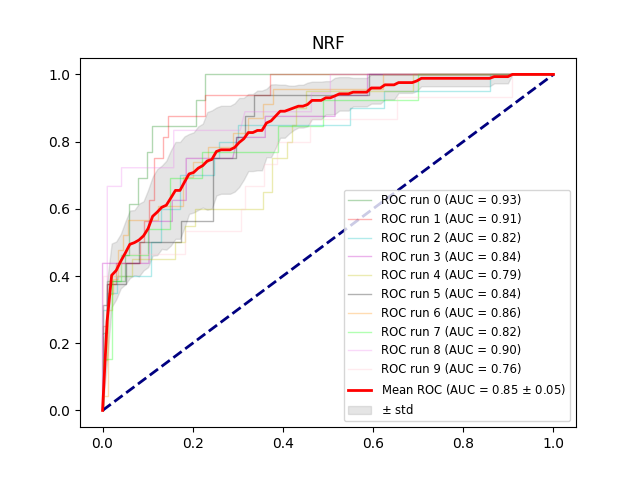 NRF
1.0
0.8
0.6
0.4
0.2
0.0
0.0 0.2 0.4 0.6 0.8 1.0
ROC run 0 (AUC = 0.93)
ROC run 1 (AUC = 0.91)
ROC run 2 (AUC = 0.82)
ROC run 3 (AUC = 0.84)
ROC run 4 (AUC = 0.79)
ROC run 5 (AUC = 0.84)
ROC run 6 (AUC = 0.86)
ROC run 7 (AUC = 0.82)
ROC run 8 (AUC = 0.90)
ROC run 9 (AUC = 0.76)
Mean ROC (AUC = 0.85 ± 0.05)
± std